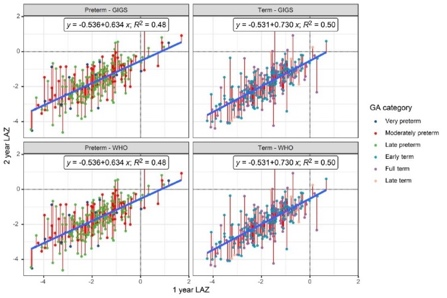 Preterm - GIGS
Term - GIGS
y = -0.536+0.634 x; R² = 0.48
y = -0.531+0.730 x; R² = 0.50
2
0
-2
-4
Preterm - WHO
Term - WHO
y = -0.536+0.634 x; R² = 0.48
y = -0.531+0.730 x; R² = 0.50
2
0
-2
-4
-4
-2
0
2
-4
-2
0
2
1 year LAZ
2 year LAZ
GA category
Very preterm
Moderately preterm
Late preterm
Early term
Full term
Late term